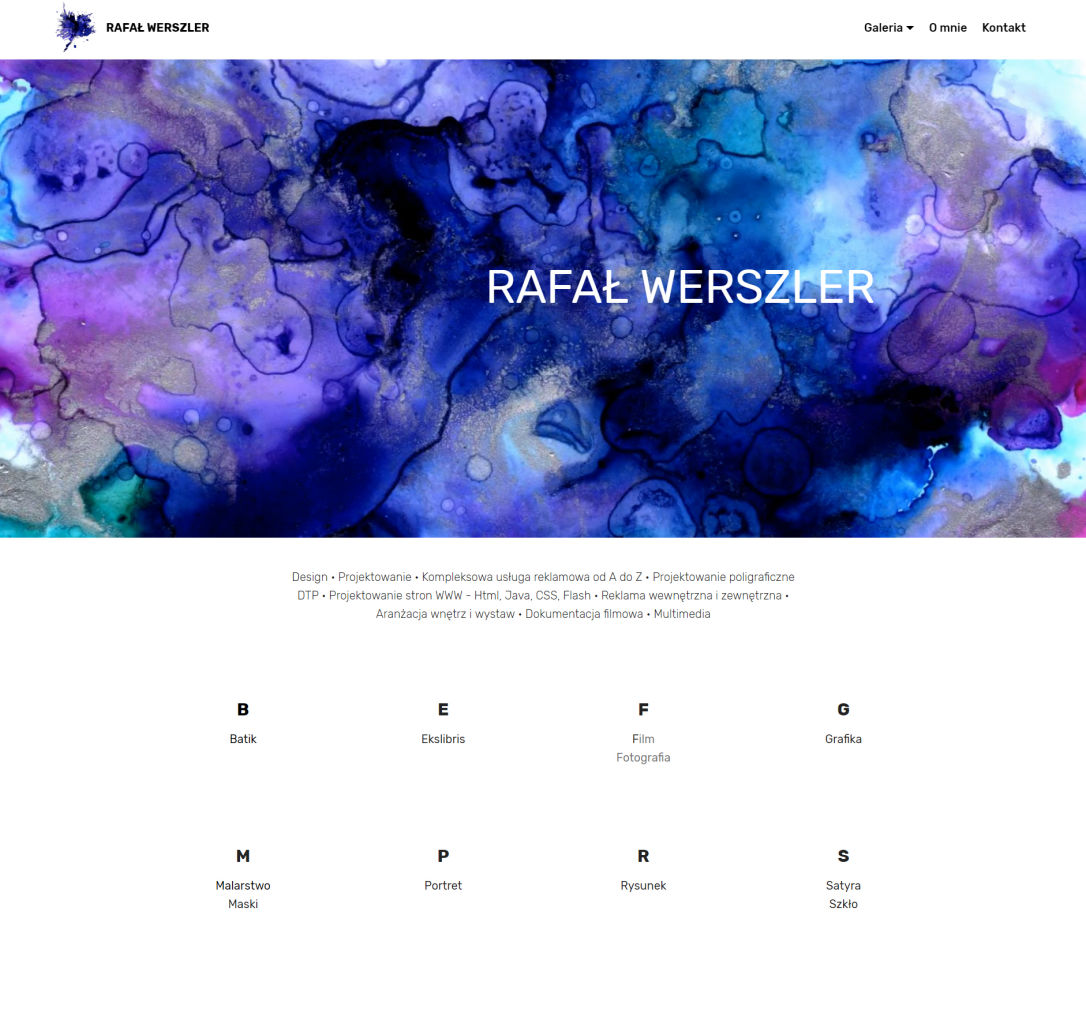 RAFAŁ WERSZLER
Galeria
O mnie
Kontakt
RAFAŁ WERSZLER
Design • Projektowanie • Kompleksowa usługa reklamowa od A do Z • Projektowanie poligraficzne
DTP • Projektowanie stron WWW - Html, Java, CSS, Flash • Reklama wewnętrzna i zewnętrzna •
Aranżacja wnętrz i wystaw • Dokumentacja filmowa • Multimedia
B
Batik
E
Ekslibris
F
Film
Fotografia
G
Grafika
M
Malarstwo
Maski
P
Portret
R
Rysunek
S
Satyra
Szkło